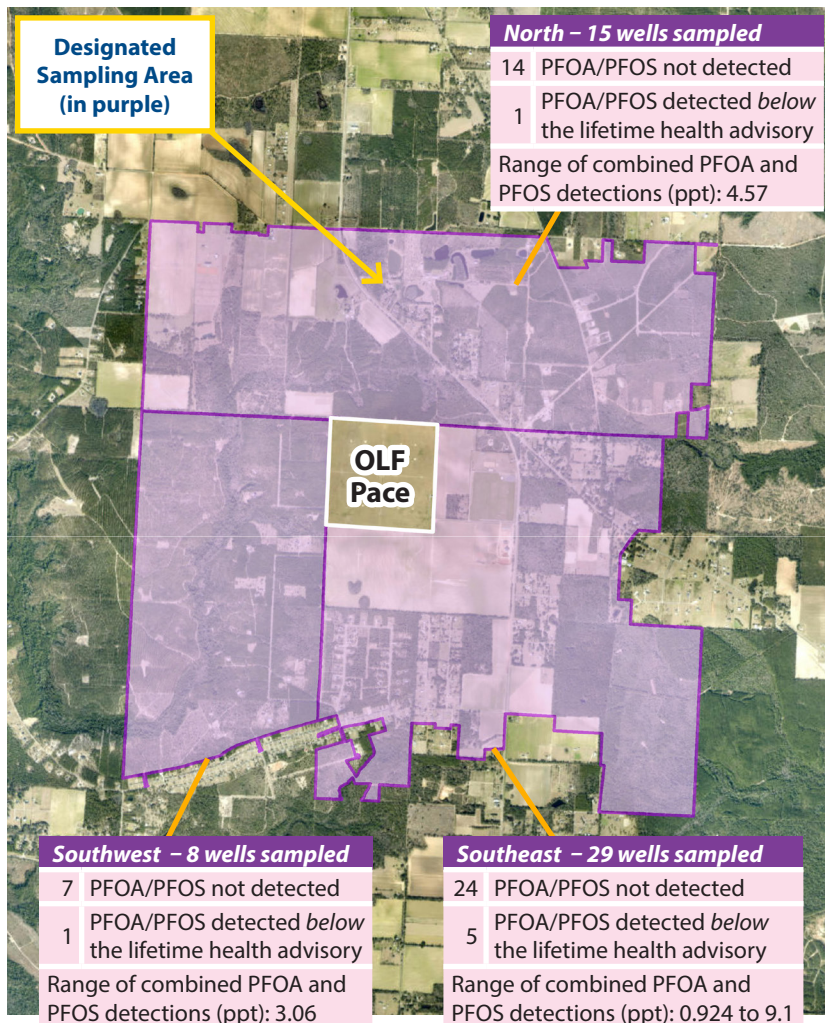 Designated
Sampling Area
(in purple)
North – 15 wells sampled
14 PFOA/PFOS not detected
1 PFOA/PFOS detected below
the lifetime health advisory
Range of combined PFOA and
PFOS detections (ppt): 4.57
OLF
Pace
Southwest – 8 wells sampled
7 PFOA/PFOS not detected
1 PFOA/PFOS detected below
the lifetime health advisory
Range of combined PFOA and
PFOS detections (ppt): 3.06
Southeast – 29 wells sampled
24 PFOA/PFOS not detected
5 PFOA/PFOS detected below
the lifetime health advisory
Range of combined PFOA and
PFOS detections (ppt): 0.924 to 9.1